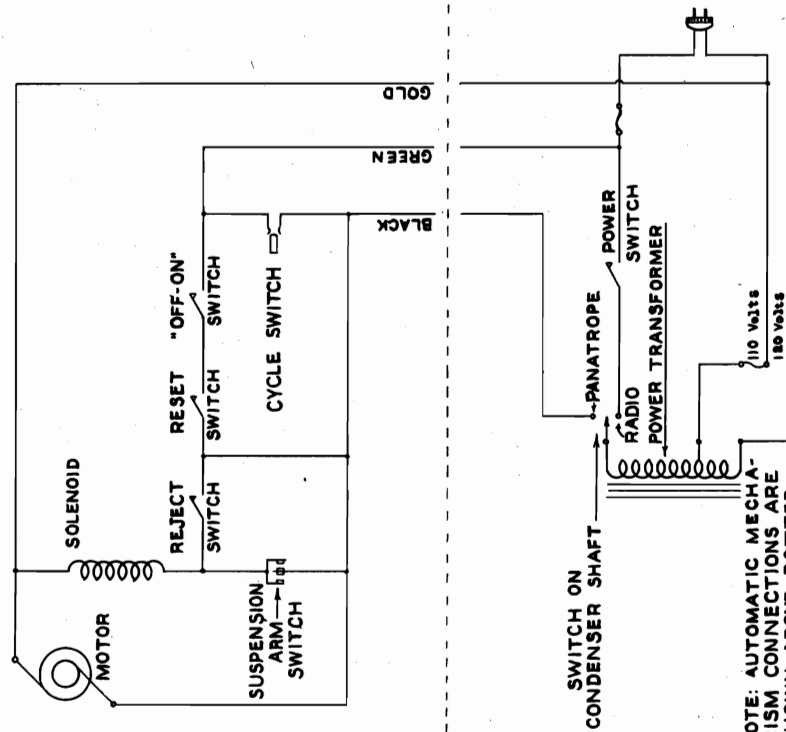 GOLD
GREEN
BLACK
"OFF-ON"
SWITCH
RESET
SWITCH
CYCLE SWITCH
SOLENOID
REJECT
SWITCH
MOTOR
SUSPENSION
ARM
SWITCH
POWER
SWITCH
PANATROPE
RADIO
POWER TRANSFORMER
110 Volts
120 Volts
SWITCH ON
CONDENSER SHAFT
OTE: AUTOMATIC MECHA-
ISM CONNECTIONS ARE